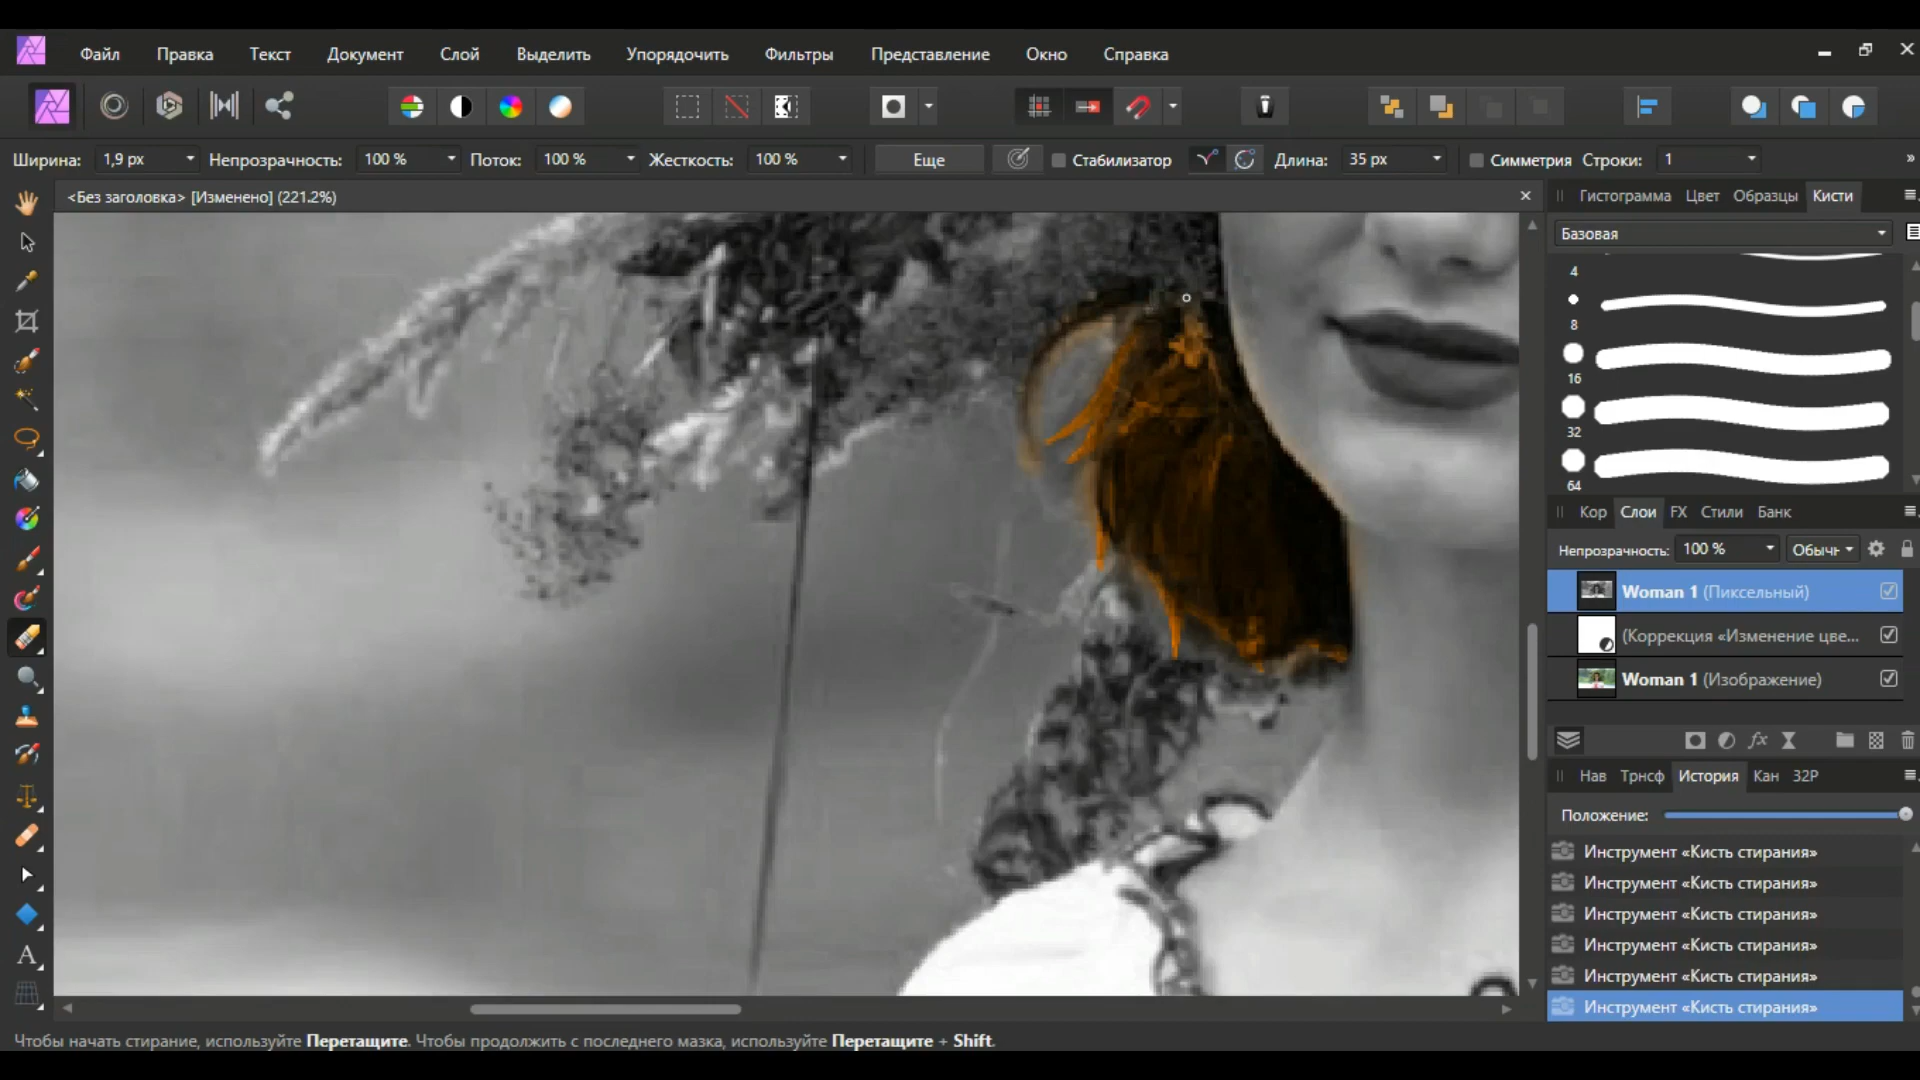 Файл Правка Текст Документ Слой Выделить Упорядочить Фильтры Представление Окно Справка
Ширина: 1,9 px Непрозрачность: 100 % Поток: 100 % Жесткость: 100 % Еще Стабилизатор Длина: 35 px Симметрия Строки: 1 »
<Без заголовка> [Изменено] (221.2%)
Гистограмма Цвет Образцы Кисти
Базовая
4
8
16
32
64
Кор Слои FX Стили Банк
Непрозрачность: 100 % Обычн
Woman 1 (Пиксельный)
(Коррекция «Изменение цве...
Woman 1 (Изображение)
Нав Трнсф История Кан 32P
Положение:
Инструмент «Кисть стирания»
Инструмент «Кисть стирания»
Инструмент «Кисть стирания»
Инструмент «Кисть стирания»
Инструмент «Кисть стирания»
Инструмент «Кисть стирания»
Чтобы начать стирание, используйте Перетащите. Чтобы продолжить с последнего мазка, используйте Перетащите + Shift.